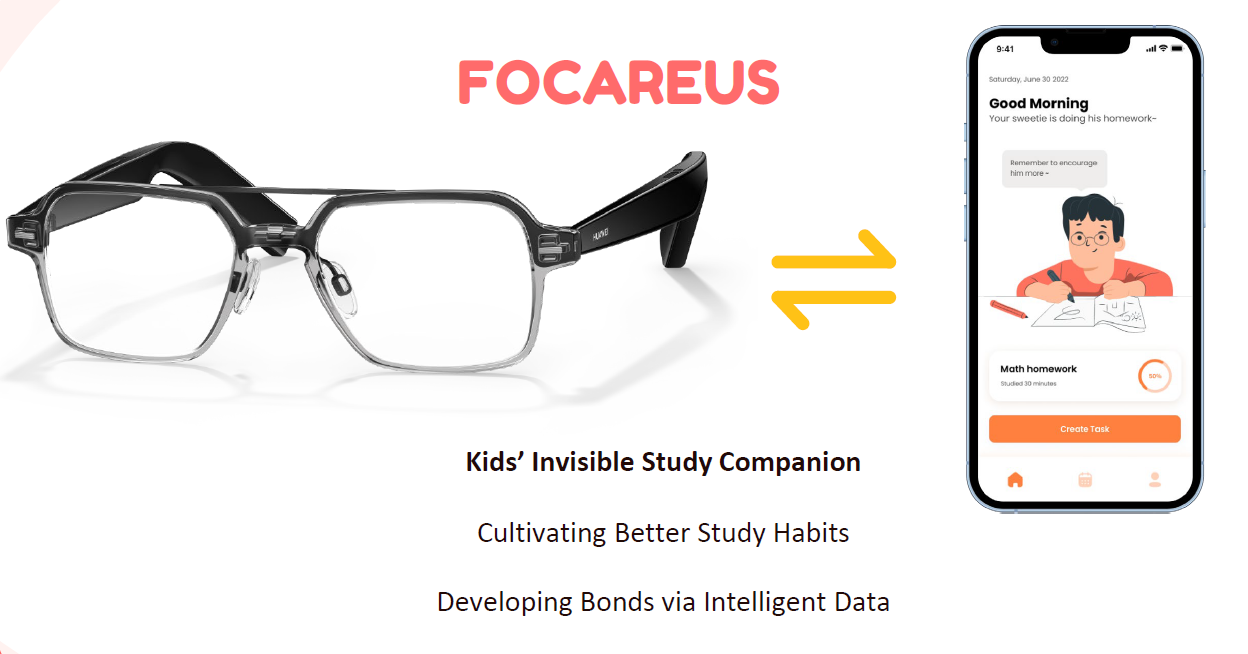 FOCAREUS
HUAWEI
9:41
Saturday, June 30 2022
Good Morning
Your sweetie is doing his homework~
Remember to encourage
him more ~
Math homework
Studied 30 minutes
50%
Create Task
Kids’ Invisible Study Companion
Cultivating Better Study Habits
Developing Bonds via Intelligent Data